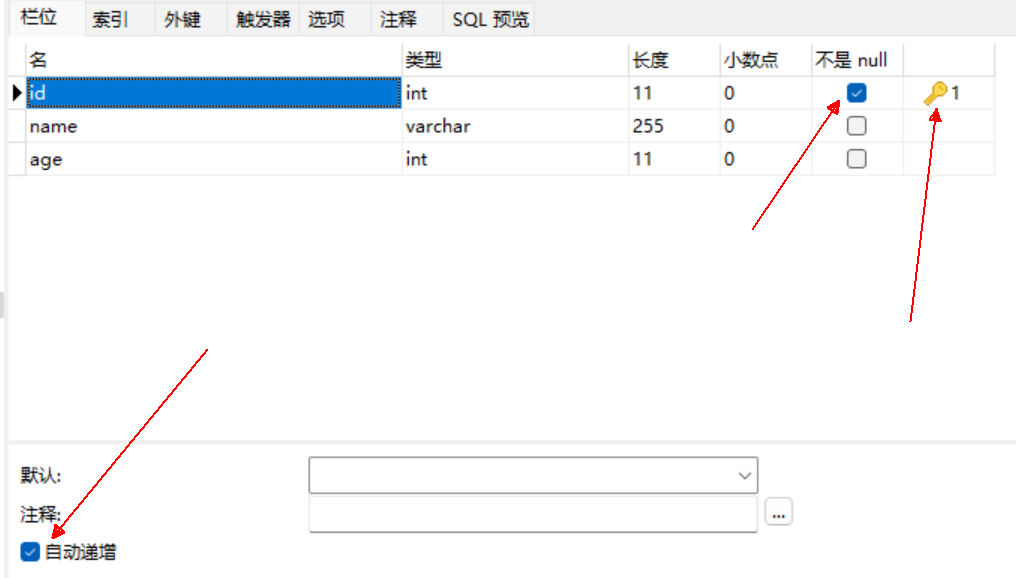 栏位 索引 外键 触发器 选项 注释 SQL 预览
名 类型 长度 小数点 不是 null
id int 11 0 1
name varchar 255 0
age int 11 0
默认:
注释: ...
自动递增